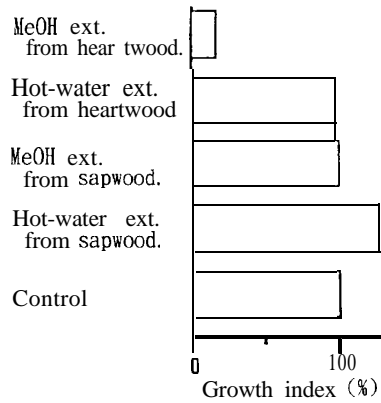 MeOH ext.
from hear twood.
Hot-water ext.
from heartwood
MeOH ext.
from sapwood.
Hot-water ext.
from sapwood.
Control
0 100
Growth index (%)